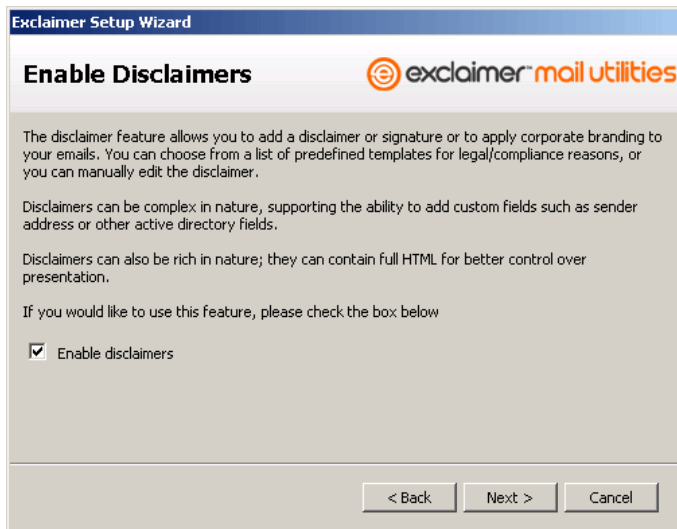 Exclaimer Setup Wizard
Enable Disclaimers
exclaimer™ mail utilities
The disclaimer feature allows you to add a disclaimer or signature or to apply corporate branding to
your emails. You can choose from a list of predefined templates for legal/compliance reasons, or
you can manually edit the disclaimer.
Disclaimers can be complex in nature, supporting the ability to add custom fields such as sender
address or other active directory fields.
Disclaimers can also be rich in nature; they can contain full HTML for better control over
presentation.
If you would like to use this feature, please check the box below
Enable disclaimers
< Back
Next >
Cancel